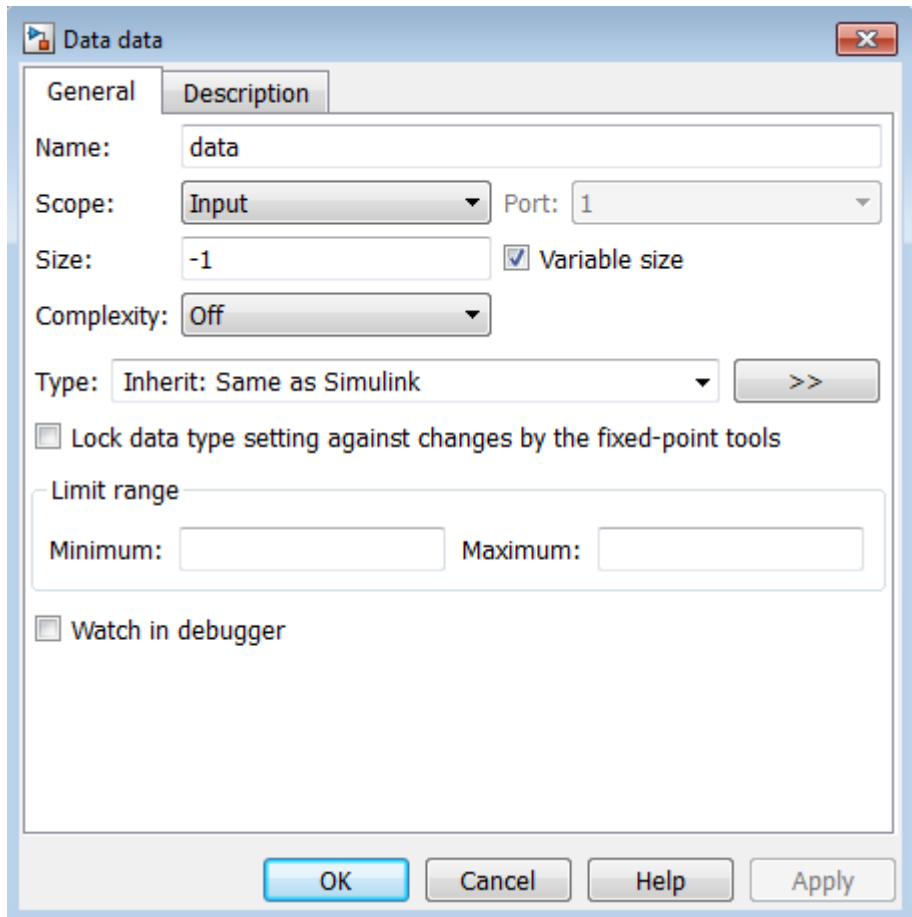 Data data
General Description
Name: data
Scope: Input Port: 1
Size: -1 Variable size
Complexity: Off
Type: Inherit: Same as Simulink >>
Lock data type setting against changes by the fixed-point tools
Limit range
Minimum: Maximum:
Watch in debugger
OK Cancel Help Apply